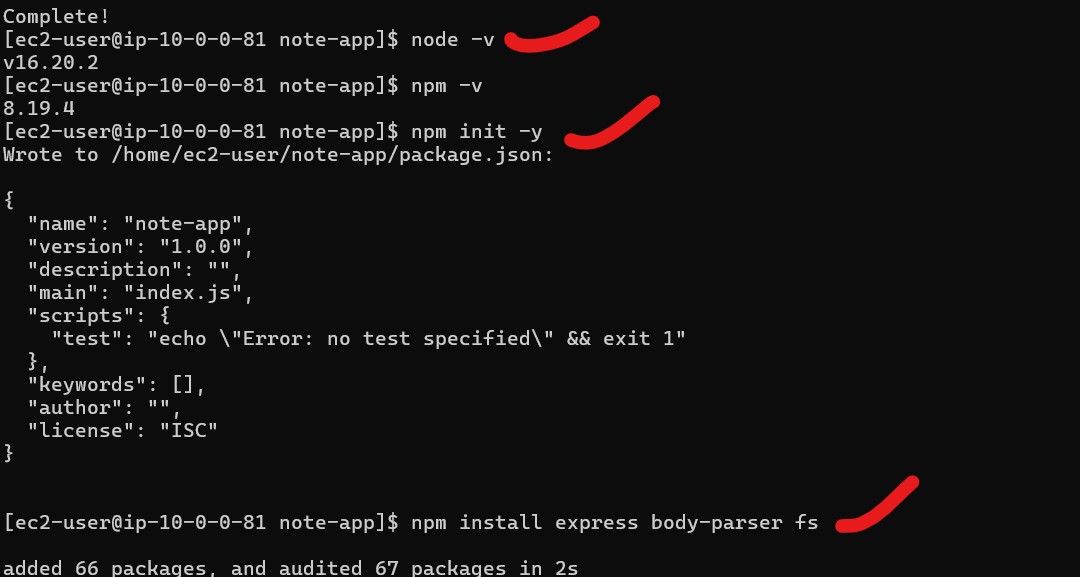 Complete!
[ec2-user@ip-10-0-0-81 note-app]$ node -v
v16.20.2
[ec2-user@ip-10-0-0-81 note-app]$ npm -v
8.19.4
[ec2-user@ip-10-0-0-81 note-app]$ npm init -y
Wrote to /home/ec2-user/note-app/package.json:

{
  "name": "note-app",
  "version": "1.0.0",
  "description": "",
  "main": "index.js",
  "scripts": {
    "test": "echo \"Error: no test specified\" && exit 1"
  },
  "keywords": [],
  "author": "",
  "license": "ISC"
}

[ec2-user@ip-10-0-0-81 note-app]$ npm install express body-parser fs

added 66 packages, and audited 67 packages in 2s